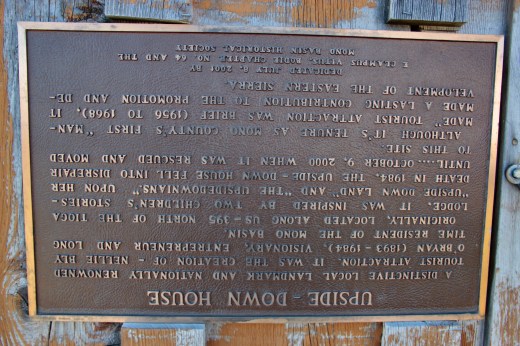 UPSIDE-DOWN HOUSE
A DISTINCTIVE LOCAL LANDMARK AND NATIONALLY RENOWNED
TOURIST ATTRACTION. IT WAS THE CREATION OF - NELLIE BLY
O'BRYAN (1893-1984). VISIONARY, ENTREPRENEUR AND LONG
TIME RESIDENT OF THE MONO BASIN.
ORIGINALLY, LOCATED ALONG US-395 NORTH OF THE TIOGA
LODGE. IT WAS INSPIRED BY TWO CHILDREN'S STORIES-
"UPSIDE DOWN LAND" AND "THE UPSIDEDOWNIANS." UPON HER
DEATH IN 1984. THE UPSIDE-DOWN HOUSE FELL INTO DISREPAIR
UNTIL..... OCTOBER 9, 2000 WHEN IT WAS RESCUED AND MOVED
TO THIS SITE.
ALTHOUGH IT'S TENURE AS MONO COUNTY'S FIRST "MAN-
MADE" TOURIST ATTRACTION WAS BRIEF (1956 TO 1968). IT
MADE A LASTING CONTRIBUTION TO THE PROMOTION AND DE-
VELOPMENT OF THE EASTERN SIERRA.
DEDICATED JULY 6, 2001 BY
E CLAMPUS VITUS, BODIE CHAPTER NO. 64 AND THE
MONO BASIN HISTORICAL SOCIETY